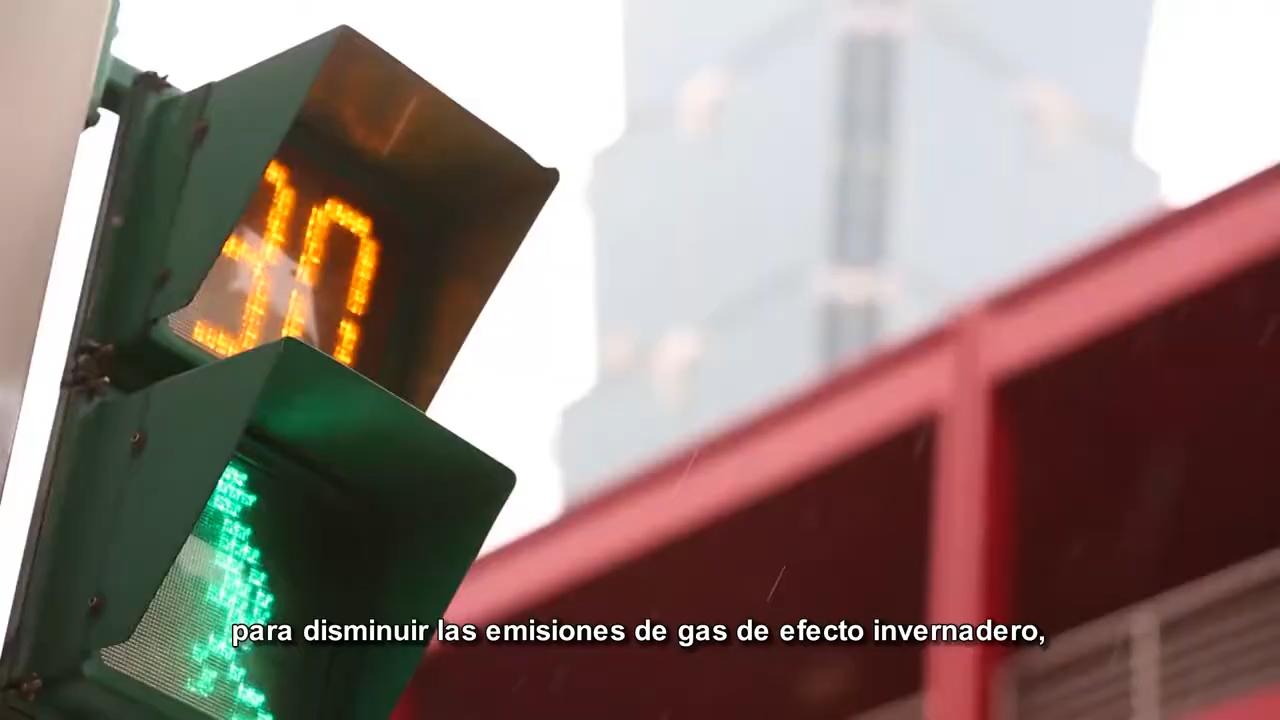 30
para disminuir las emisiones de gas de efecto invernadero,